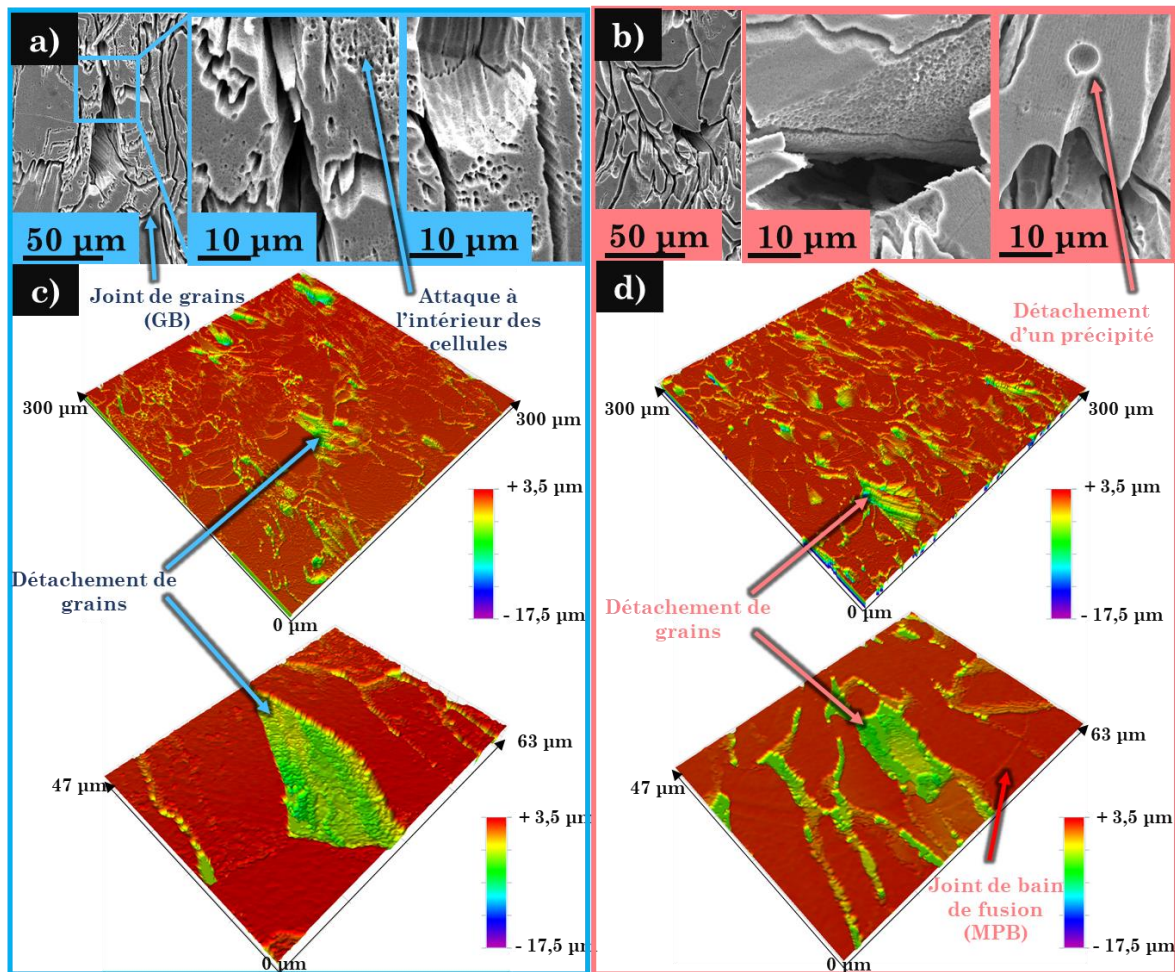 a)
50 µm
10 µm
10 µm
b)
50 µm
10 µm
10 µm
c)
Joint de grains
(GB)
Attaque à
l'intérieur des
cellules
300 µm
300 µm
+ 3,5 µm
- 17,5 µm
Détachement de
grains
0 µm
47 µm
63 µm
+ 3,5 µm
- 17,5 µm
0 µm
d)
Détachement
d'un précipité
300 µm
300 µm
+ 3,5 µm
- 17,5 µm
Détachement de
grains
0 µm
47 µm
63 µm
+ 3,5 µm
- 17,5 µm
Joint de bain
de fusion
(MPB)
0 µm